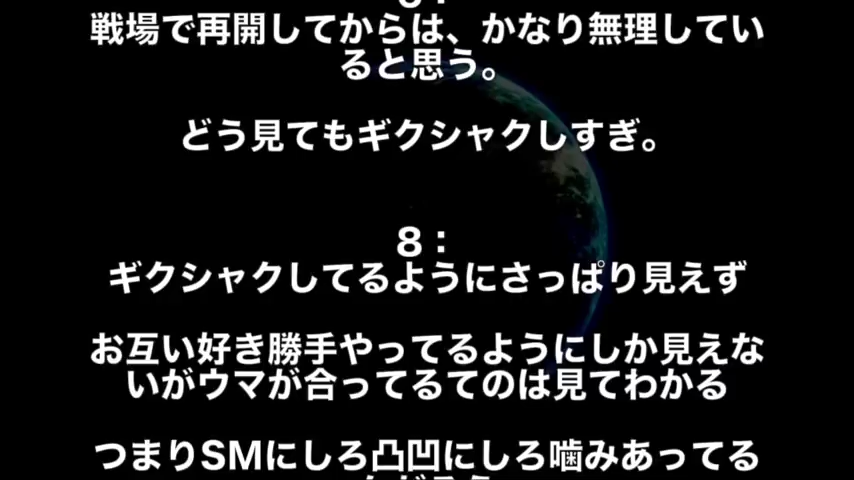 戦場で再開してからは、かなり無理してい
ると思う。
どう見てもギクシャクしすぎ。
8：
ギクシャクしてるようにさっぱり見えず
お互い好き勝手やってるようにしか見えな
いがウマが合ってるてのは見てわかる
つまりSMにしろ凸凹にしろ噛みあってる